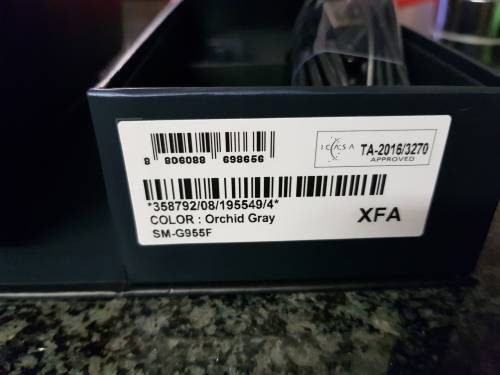 8 806088 698656
ICASA
TA-2016/3270
APPROVED
*358792/08/195549/4*
COLOR : Orchid Gray
XFA
SM-G955F